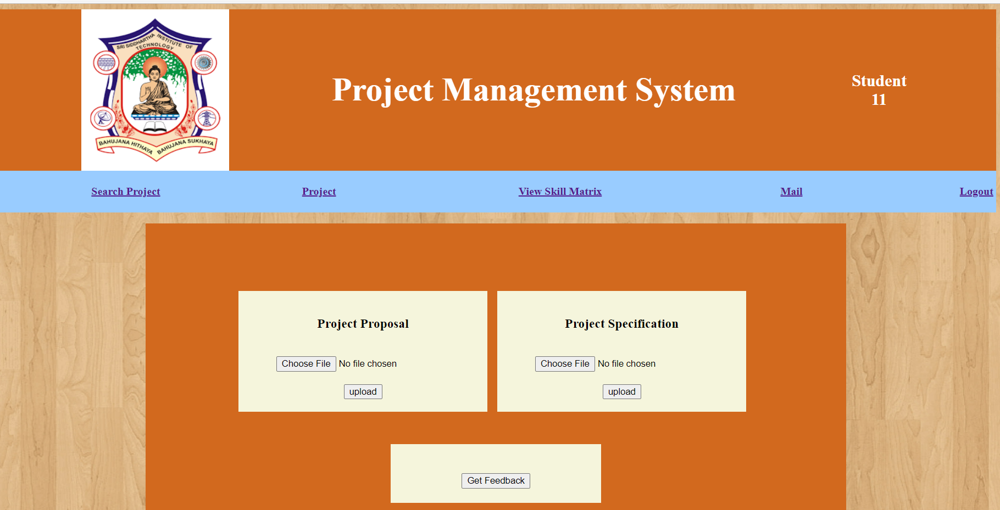 SRI SIDDHARTHA INSTITUTE OF
TECHNOLOGY
BAHUJANA HITHAYA BAHUJANA SUKHAYA
Project Management System
Student
11
Search Project Project View Skill Matrix Mail Logout
Project Proposal
Choose File No file chosen
upload
Project Specification
Choose File No file chosen
upload
Get Feedback